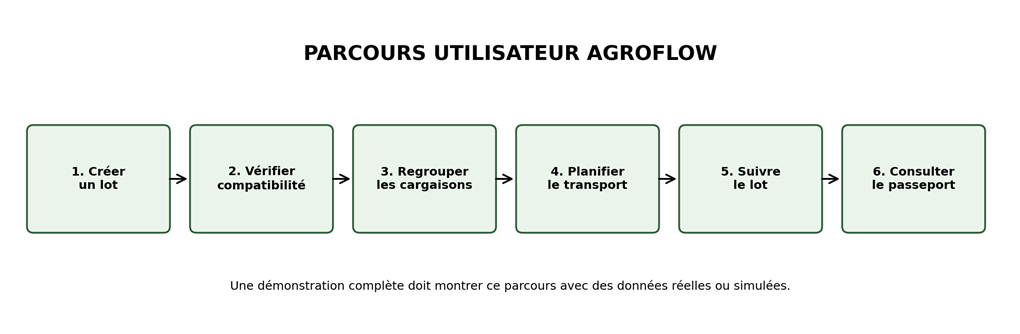 PARCOURS UTILISATEUR AGROFLOW
1. Créer
un lot
2. Vérifier
compatibilité
3. Regrouper
les cargaisons
4. Planifier
le transport
5. Suivre
le lot
6. Consulter
le passeport
Une démonstration complète doit montrer ce parcours avec des données réelles ou simulées.